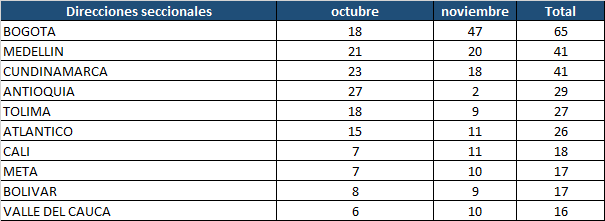 Direcciones seccionales octubre noviembre Total
BOGOTA 18 47 65
MEDELLIN 21 20 41
CUNDINAMARCA 23 18 41
ANTIOQUIA 27 2 29
TOLIMA 18 9 27
ATLANTICO 15 11 26
CALI 7 11 18
META 7 10 17
BOLIVAR 8 9 17
VALLE DEL CAUCA 6 10 16